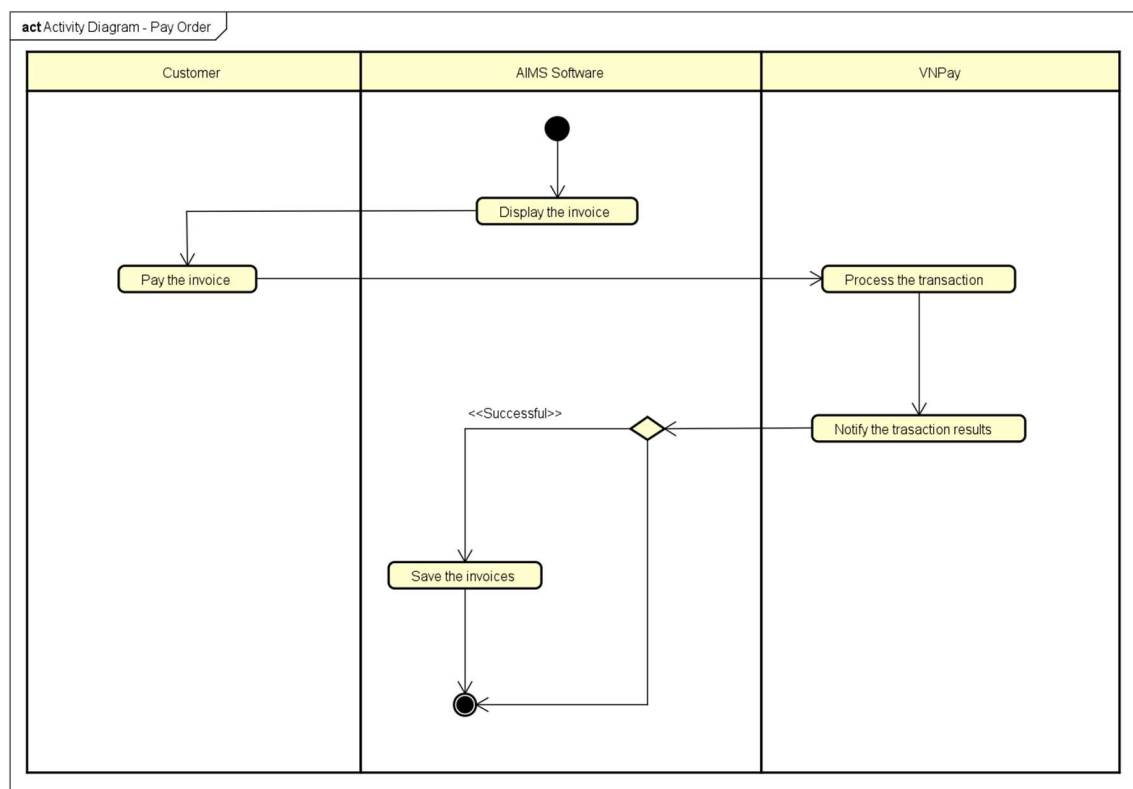 act Activity Diagram - Pay Order
Customer
AIMS Software
VNPay
Display the invoice
Pay the invoice
Process the transaction
<<Successful>>
Notify the trasaction results
Save the invoices